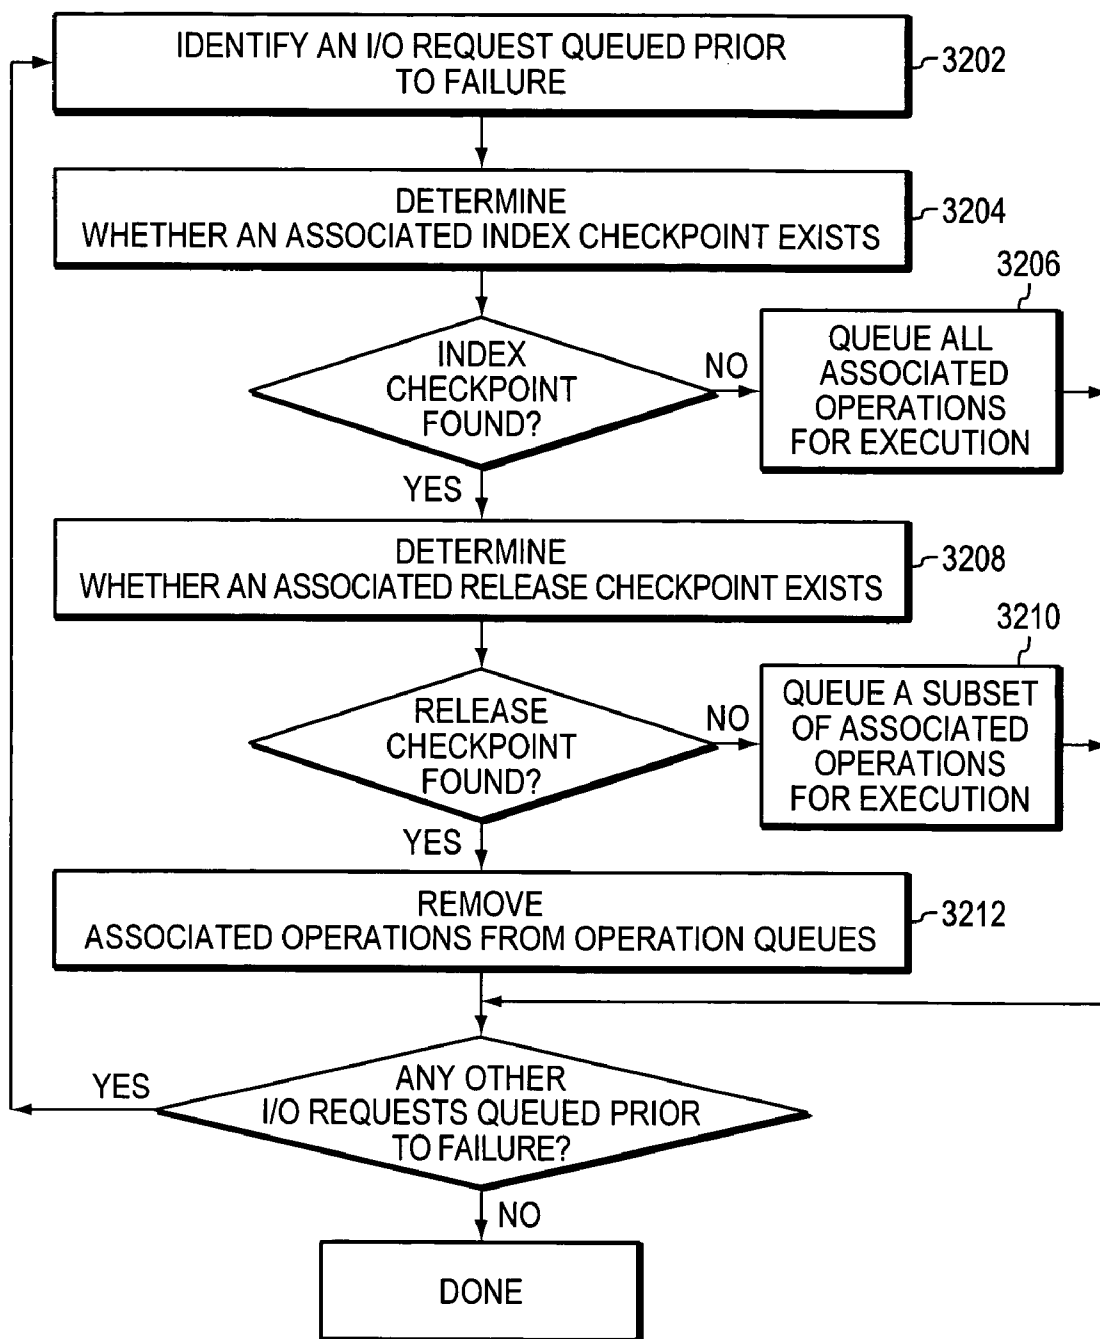 IDENTIFY AN I/O REQUEST QUEUED PRIOR
TO FAILURE
3202
DETERMINE
WHETHER AN ASSOCIATED INDEX CHECKPOINT EXISTS
3204
3206
INDEX
CHECKPOINT
FOUND?
NO
QUEUE ALL
ASSOCIATED
OPERATIONS
FOR EXECUTION
YES
DETERMINE
WHETHER AN ASSOCIATED RELEASE CHECKPOINT EXISTS
3208
3210
RELEASE
CHECKPOINT
FOUND?
NO
QUEUE A SUBSET
OF ASSOCIATED
OPERATIONS
FOR EXECUTION
YES
REMOVE
ASSOCIATED OPERATIONS FROM OPERATION QUEUES
3212
YES
ANY OTHER
I/O REQUESTS QUEUED PRIOR
TO FAILURE?
NO
DONE